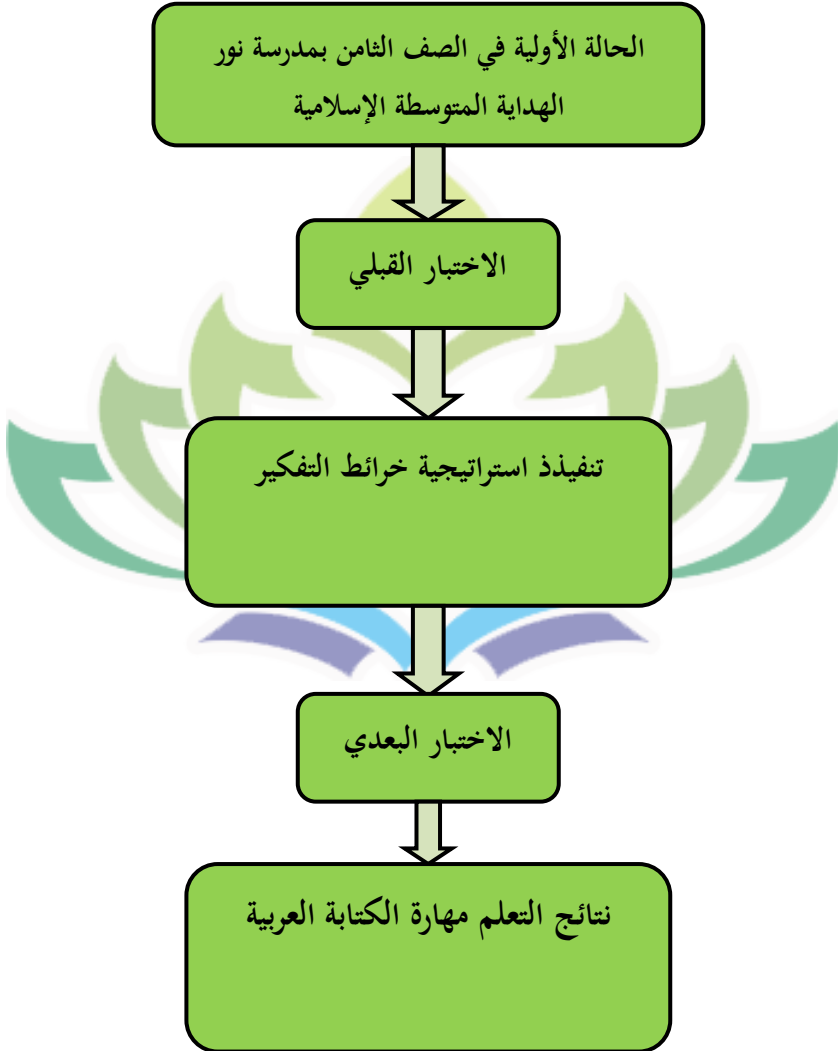 الحالة الأولية في الصف الثامن بمدرسة نور
الهداية المتوسطة الإسلامية
الاختبار القبلي
تنفيذذ استراتيجية خرائط التفكير
الاختبار البعدي
نتائج التعلم مهارة الكتابة العربية